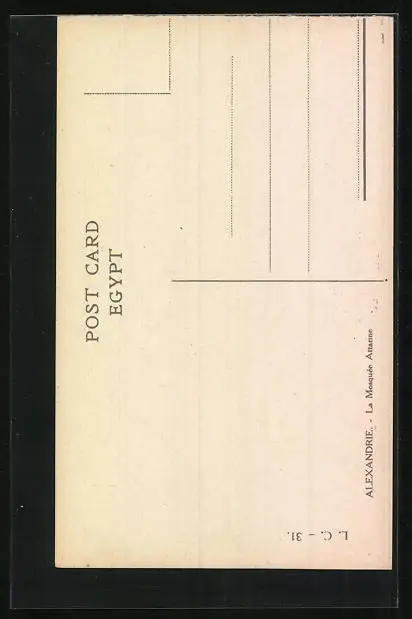 POST CARD
EGYPT
ALEXANDRIE. - La Mosquée Attarine
L. C. - 31.